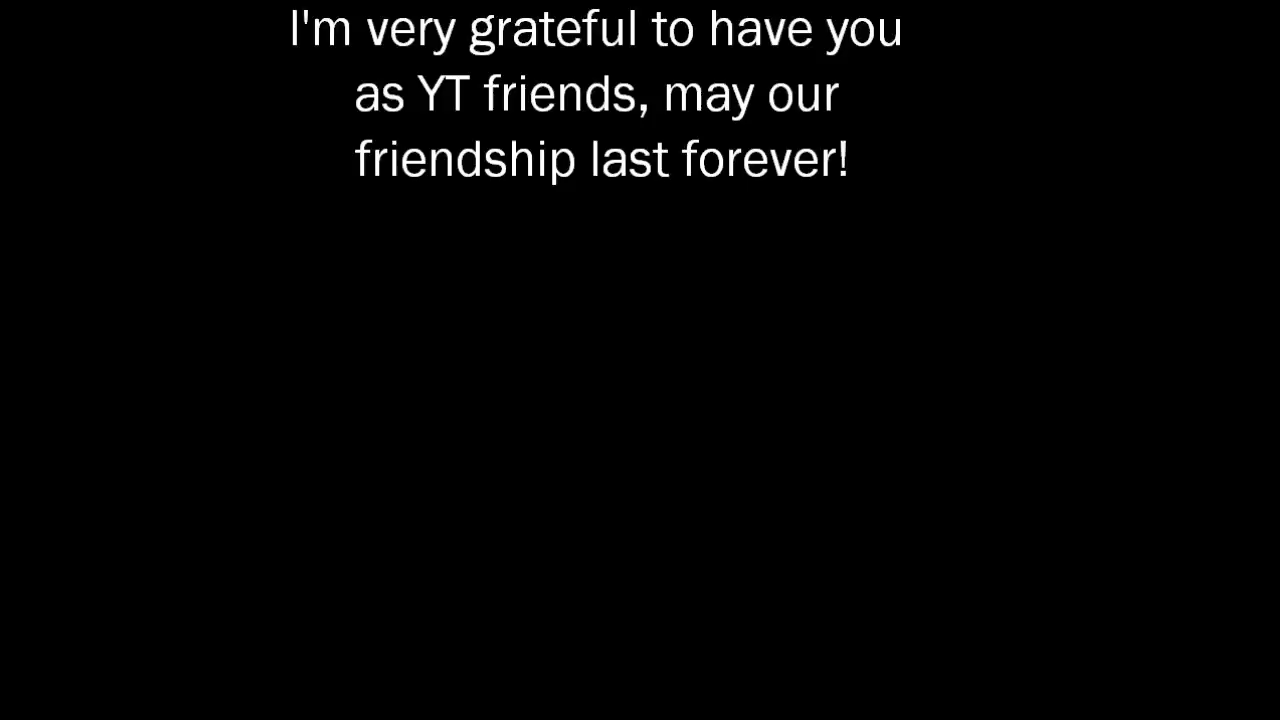 I'm very grateful to have you
as YT friends, may our
friendship last forever!